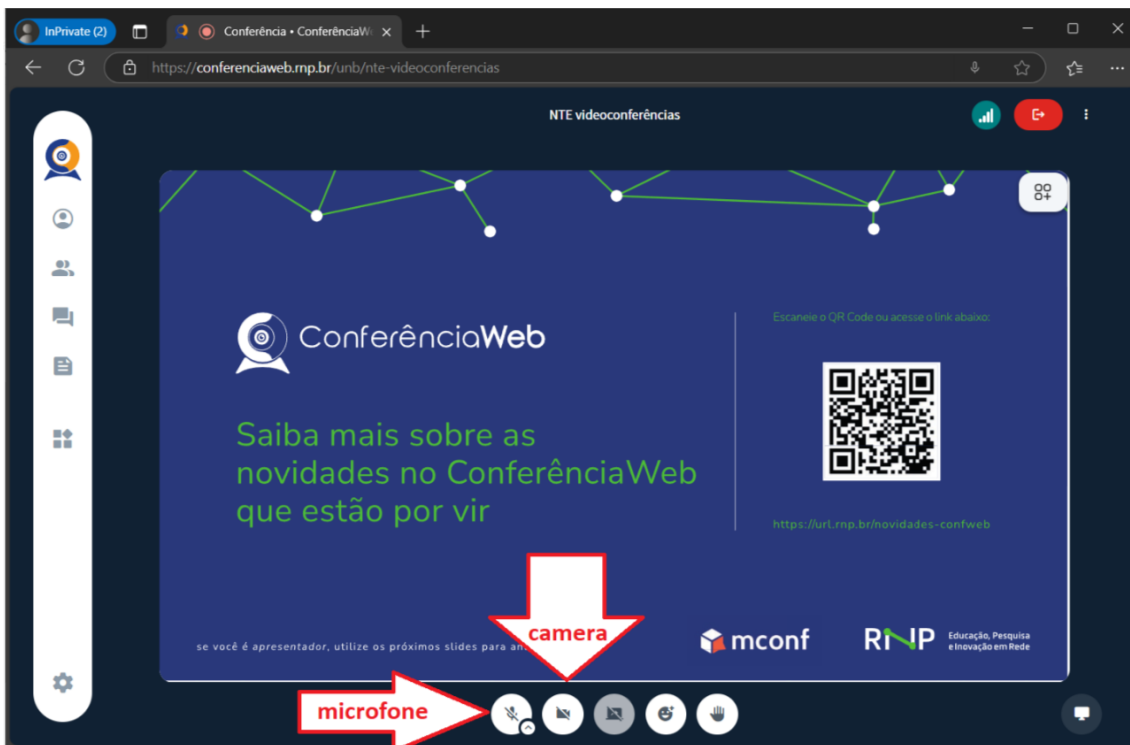 InPrivate (2)
Conferência • ConferênciaW
https://conferenciaweb.rnp.br/unb/nte-videoconferencias
NTE videoconferências
ConferênciaWeb
Saiba mais sobre as
novidades no ConferênciaWeb
que estão por vir
Escaneie o QR Code ou acesse o link abaixo:
https://url.rnp.br/novidades-confweb
se você é apresentador, utilize os próximos slides para
mconf
RNP
Educação, Pesquisa
e Inovação em Rede
camera
microfone